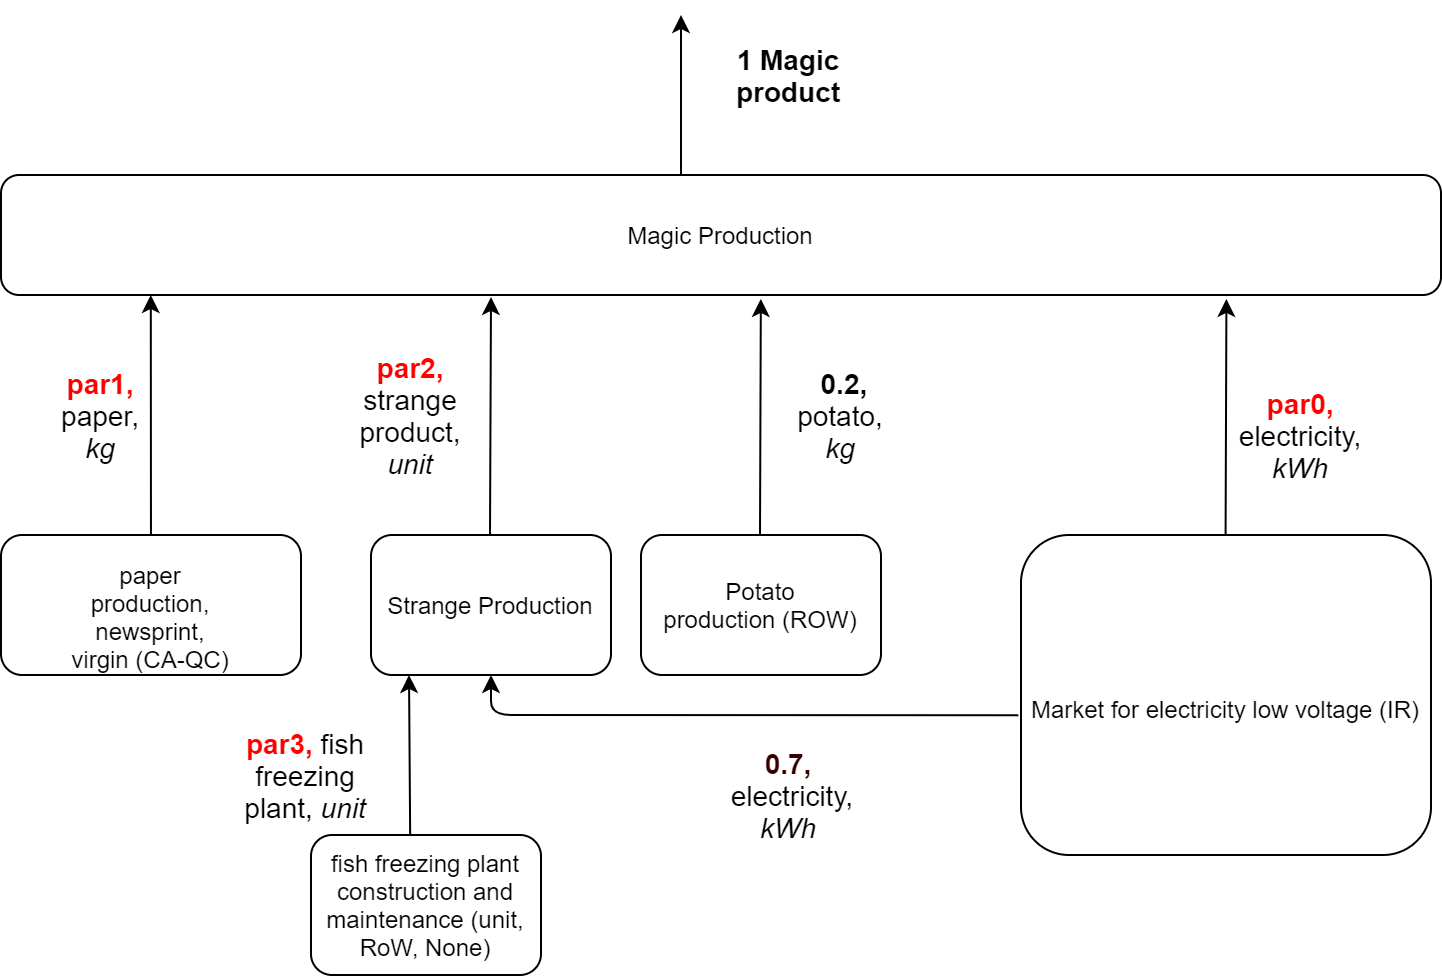 1 Magic
product
Magic Production
par1,
paper,
kg
par2,
strange
product,
unit
0.2,
potato,
kg
par0,
electricity,
kWh
paper
production,
newsprint,
virgin (CA-QC)
Strange Production
Potato
production (ROW)
Market for electricity low voltage (IR)
par3, fish
freezing
plant, unit
0.7,
electricity,
kWh
fish freezing plant
construction and
maintenance (unit,
RoW, None)